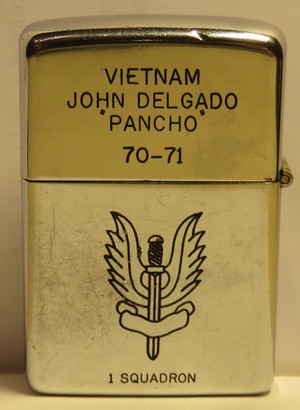 VIETNAM
JOHN DELGADO
"PANCHO"
70-71
1 SQUADRON